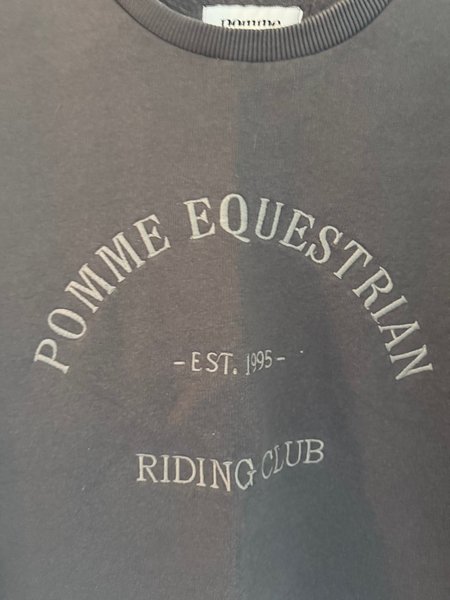 POMME EQUESTRIAN
- EST. 1995 -
RIDING CLUB